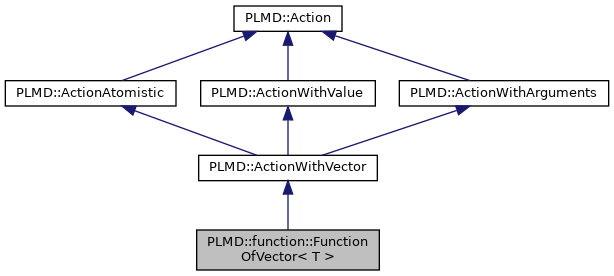 PLMD::Action
PLMD::ActionAtomistic
PLMD::ActionWithValue
PLMD::ActionWithArguments
PLMD::ActionWithVector
PLMD::function::Function
OfVector< T >